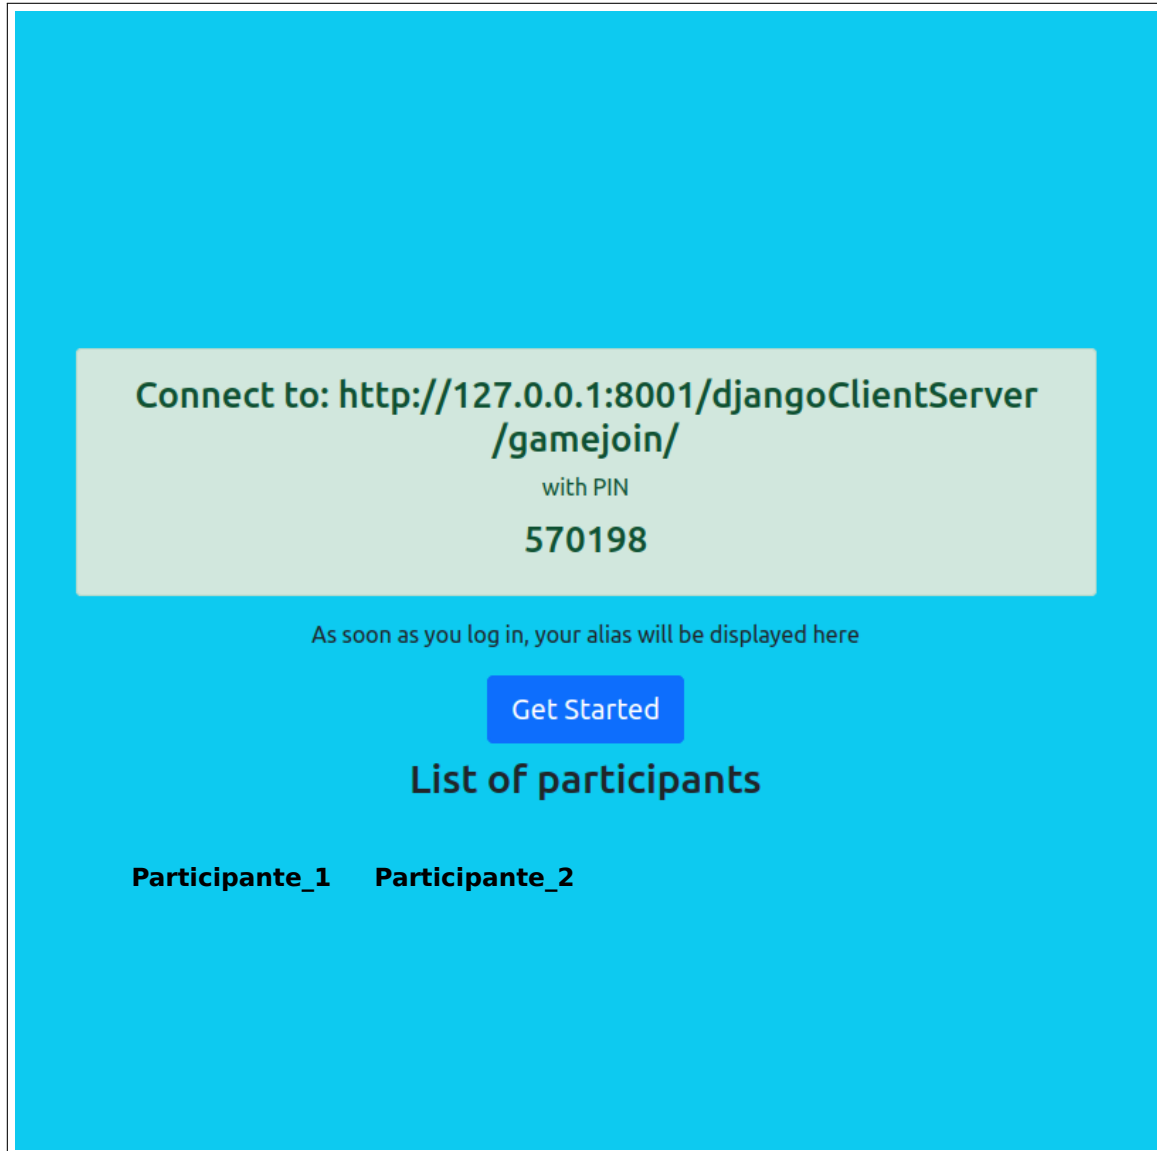 Connect to: http://127.0.0.1:8001/djangoClientServer
/gamejoin/
with PIN
570198
As soon as you log in, your alias will be displayed here
Get Started
List of participants
Participante_1 Participante_2